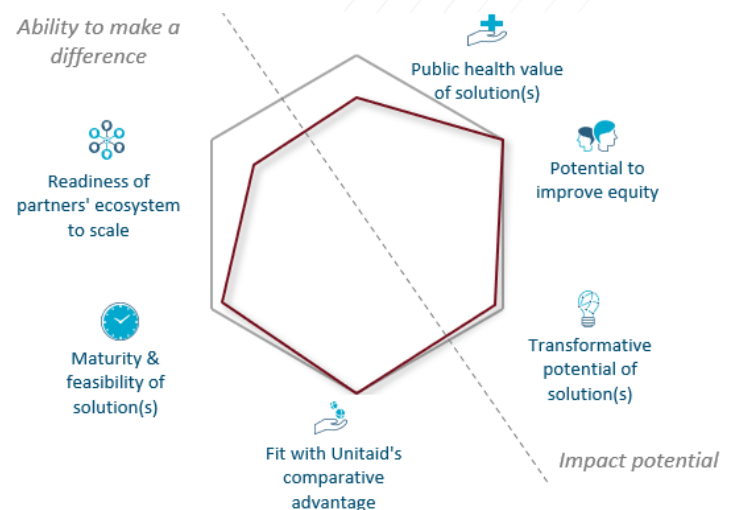 Ability to make a
difference
Public health value
of solution(s)
Readiness of
partners' ecosystem
to scale
Potential to
improve equity
Maturity &
feasibility of
solution(s)
Transformative
potential of
solution(s)
Fit with Unitaid's
comparative
advantage
Impact potential